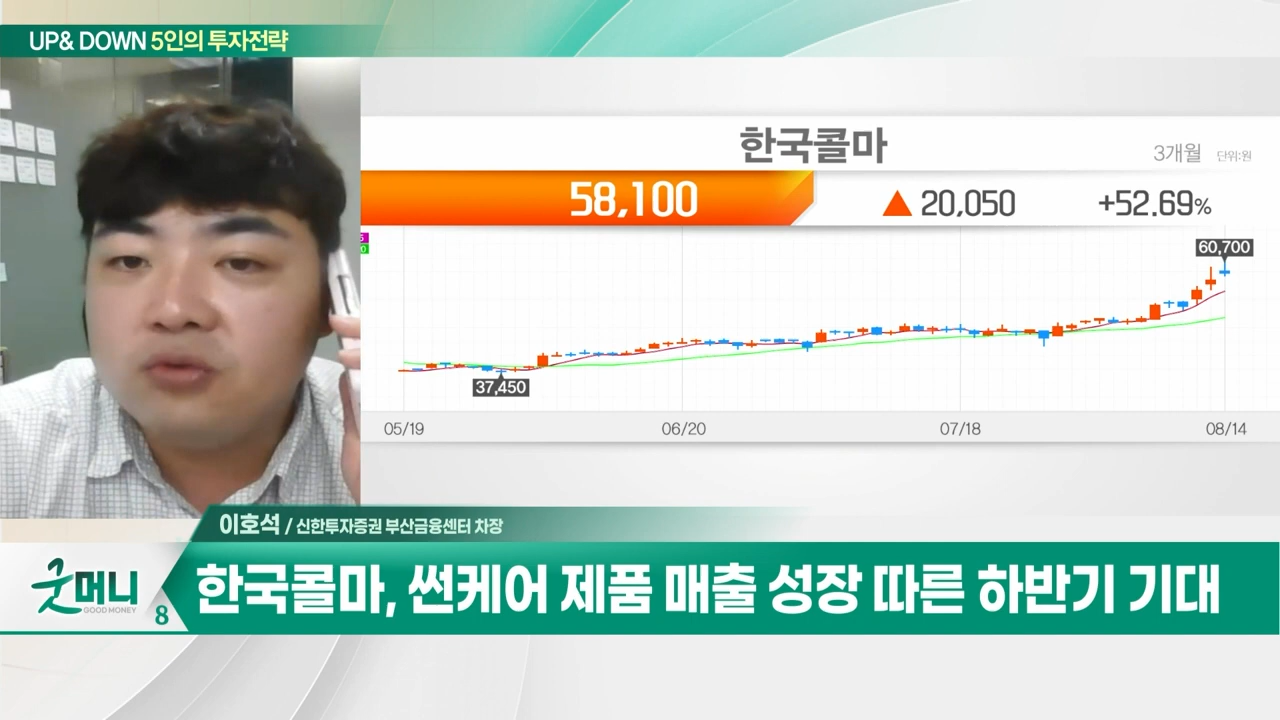 UP& DOWN 5인의 투자전략
한국콜마
3개월 단위:원
58,100 ▲ 20,050 +52.69%
60,700
37,450
05/19 06/20 07/18 08/14
이호석 / 신한투자증권 부산금융센터 차장
굿머니
GOOD MONEY
8
한국콜마, 썬케어 제품 매출 성장 따른 하반기 기대